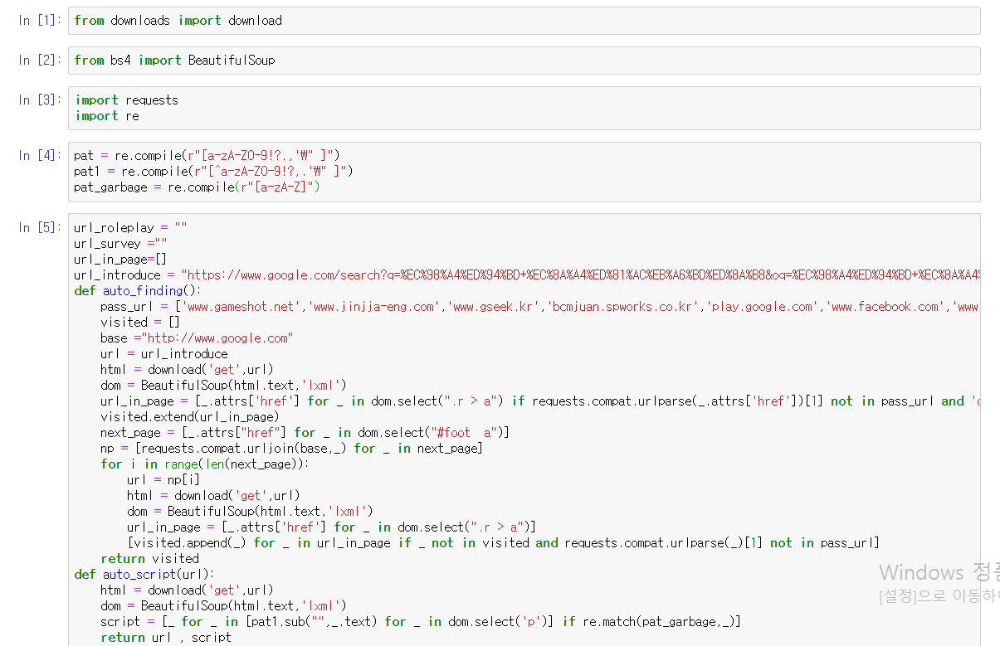 In [1]: from downloads import download
In [2]: from bs4 import BeautifulSoup
In [3]: import requests
import re
In [4]: pat = re.compile(r"[a-zA-Z0-9!?.,'₩" ]")
pat1 = re.compile(r"[^a-zA-Z0-9!?,.'₩" ]")
pat_garbage = re.compile(r"[a-zA-Z]")
In [5]: url_roleplay = ""
url_survey =""
url_in_page=[]
url_introduce = "https://www.google.com/search?q=%EC%98%A4%ED%94%BD+%EC%8A%A4%ED%81%AC%EB%A6%BD%ED%8A%B8&oq=%EC%98%A4%ED%94%BD+%EC%8A%A4%
def auto_finding():
    pass_url = ['www.gameshot.net','www.jinjja-eng.com','www.gseek.kr','bcmjuan.spworks.co.kr','play.google.com','www.facebook.com','www
    visited = []
    base ="http://www.google.com"
    url = url_introduce
    html = download('get',url)
    dom = BeautifulSoup(html.text,'lxml')
    url_in_page = [_.attrs['href'] for _ in dom.select(".r > a") if requests.compat.urlparse(_.attrs['href'])[1] not in pass_url and '
    visited.extend(url_in_page)
    next_page = [_.attrs["href"] for _ in dom.select("#foot  a")]
    np = [requests.compat.urljoin(base,_) for _ in next_page]
    for i in range(len(next_page)):
        url = np[i]
        html = download('get',url)
        dom = BeautifulSoup(html.text,'lxml')
        url_in_page = [_.attrs['href'] for _ in dom.select(".r > a")]
        [visited.append(_) for _ in url_in_page if _ not in visited and requests.compat.urlparse(_)[1] not in pass_url]
    return visited
def auto_script(url):
    html = download('get',url)
    dom = BeautifulSoup(html.text,'lxml')
    script = [_ for _ in [pat1.sub("",_.text) for _ in dom.select('p')] if re.match(pat_garbage,_)]
    return url , script
Windows 정품
[설정]으로 이동하